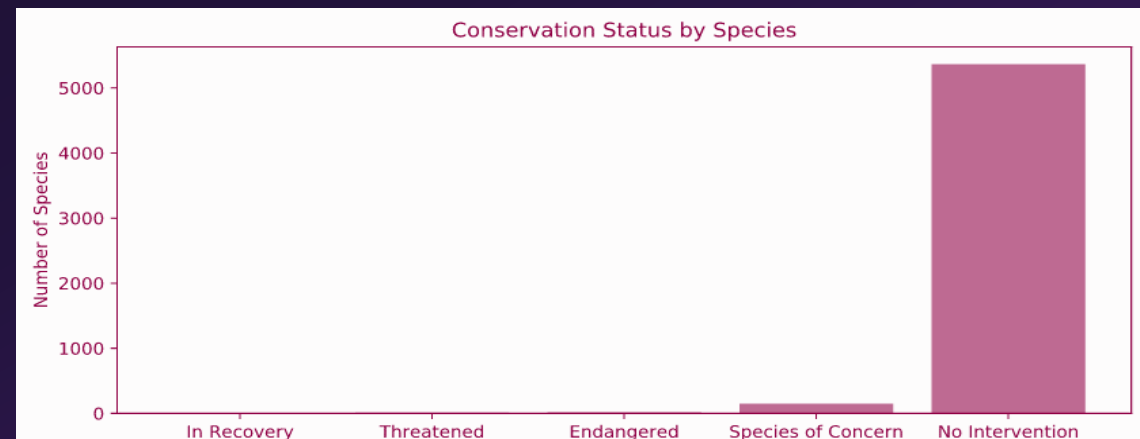 Conservation Status by Species
Number of Species
5000
4000
3000
2000
1000
0
In Recovery Threatened Endangered Species of Concern No Intervention